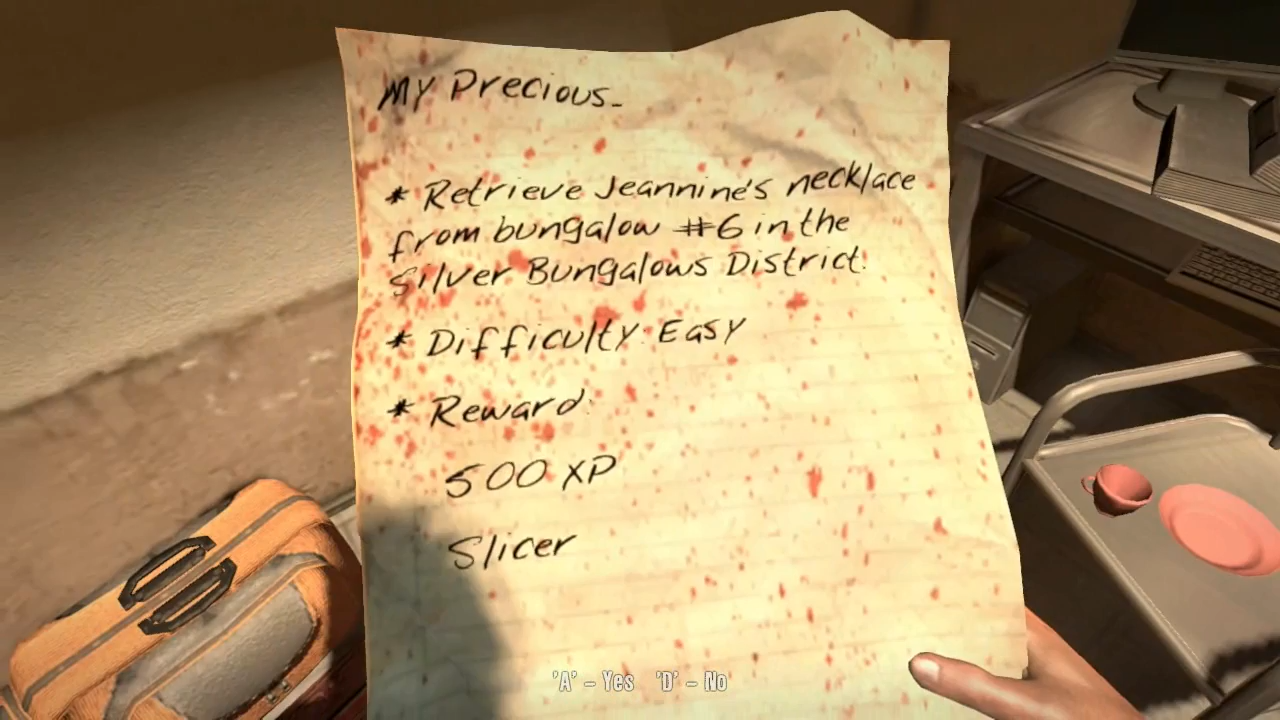 My Precious_
* Retrieve Jeannine's necklace
from bungalow #6 in the
Silver Bungalows District.
* Difficulty: Easy
* Reward:
500 XP
Slicer
'A' - Yes 'D' - No